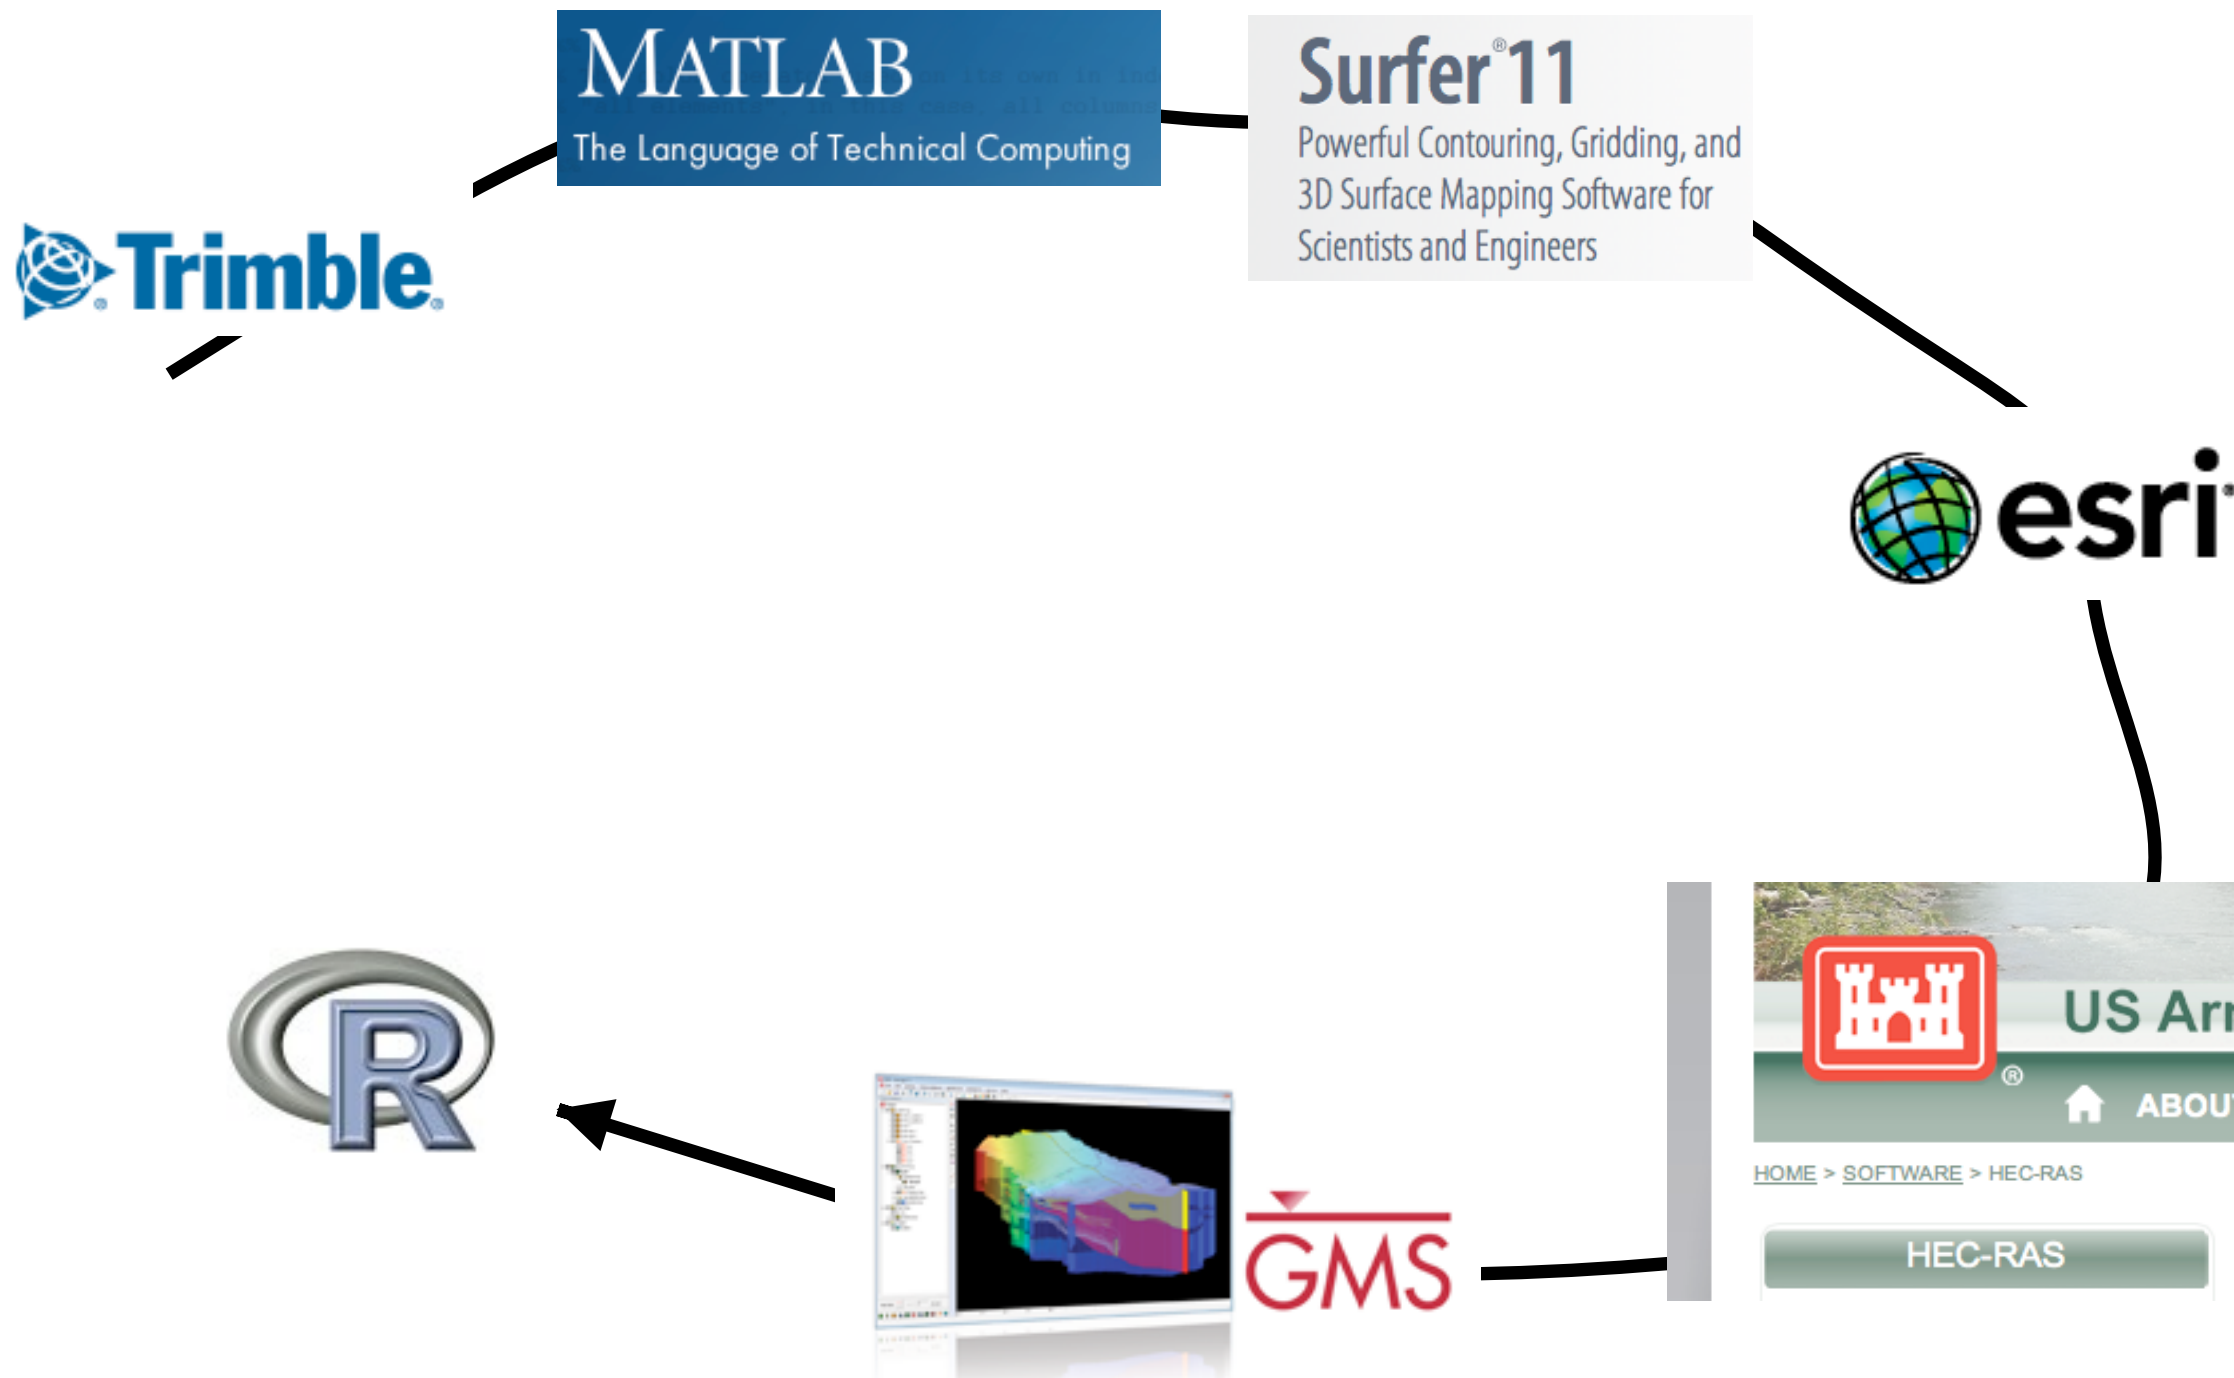 MATLAB
The Language of Technical Computing
Surfer®11
Powerful Contouring, Gridding, and
3D Surface Mapping Software for
Scientists and Engineers
Trimble®
esri
R
US Arr
®
ABOUT
HOME > SOFTWARE > HEC-RAS
HEC-RAS
GMS